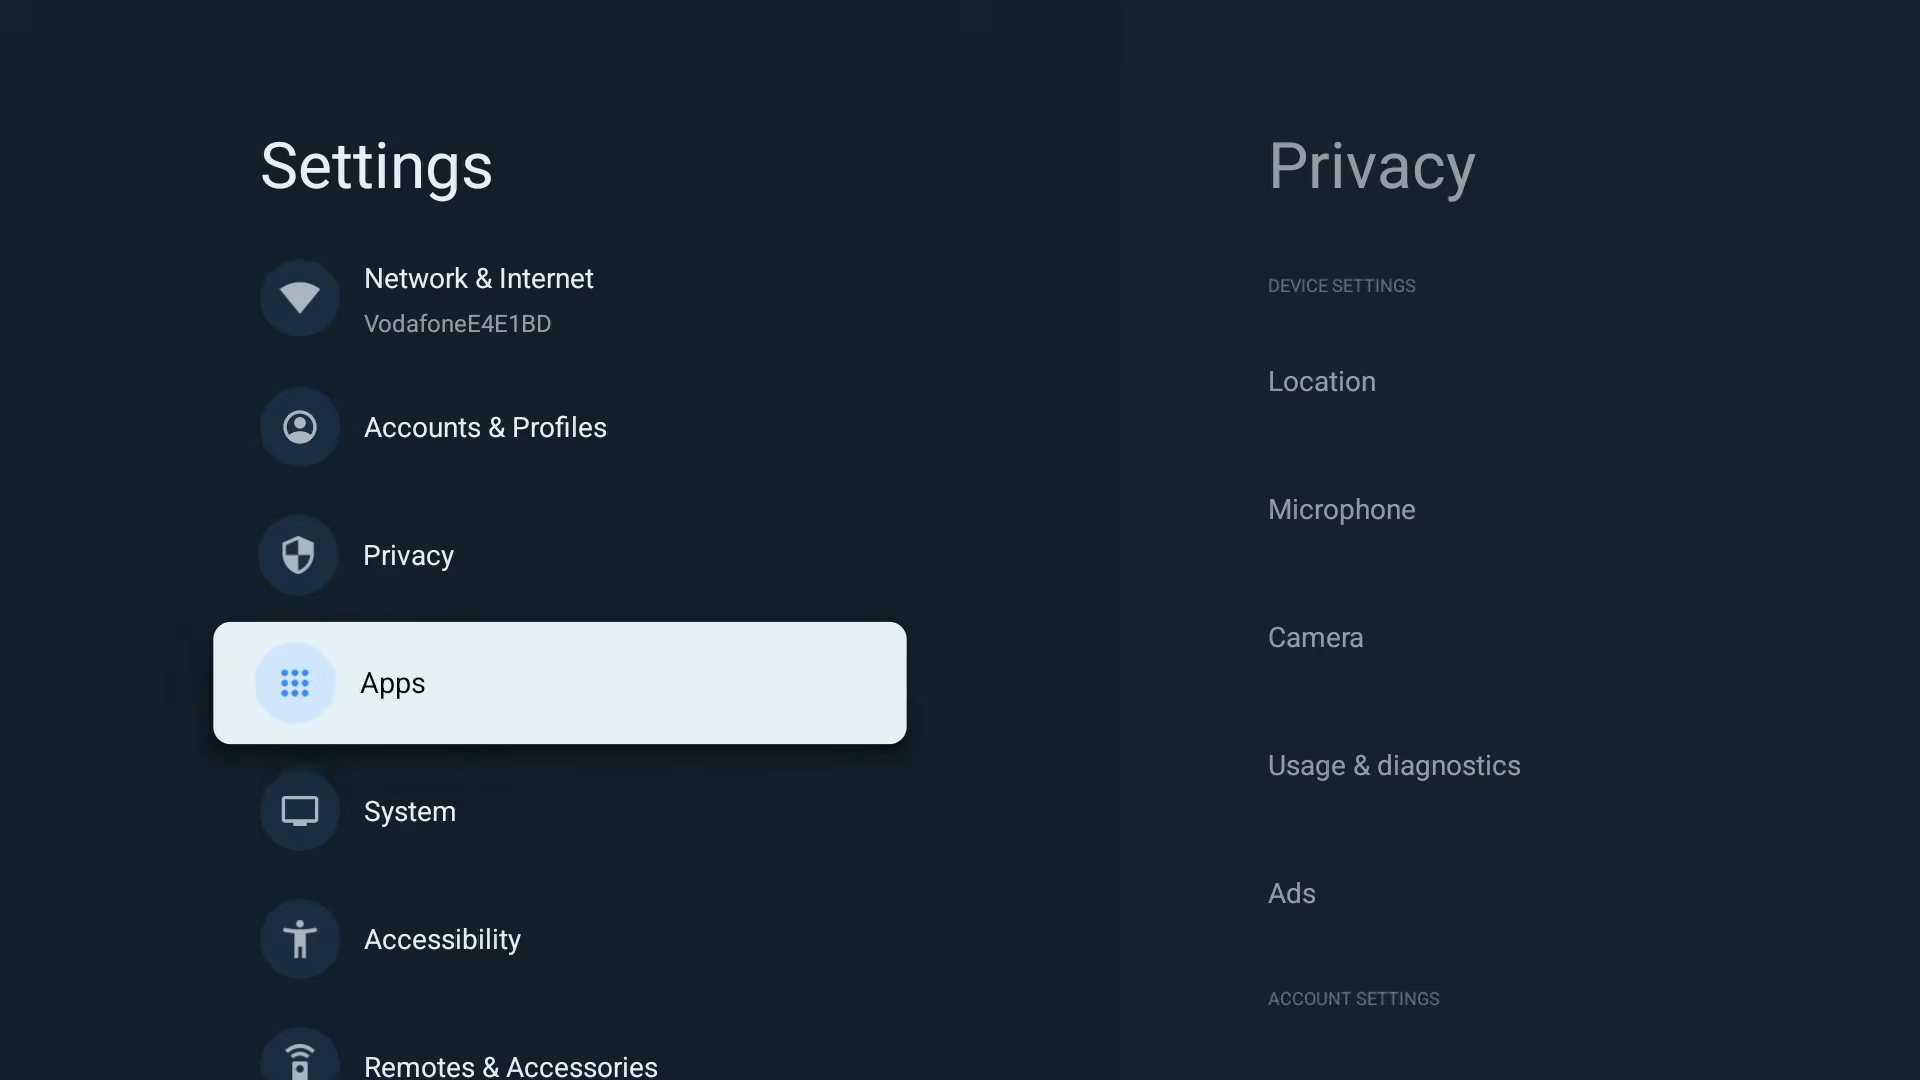 Settings
Network & Internet
VodafoneE4E1BD
Accounts & Profiles
Privacy
Apps
System
Accessibility
Remotes & Accessories
Privacy
DEVICE SETTINGS
Location
Microphone
Camera
Usage & diagnostics
Ads
ACCOUNT SETTINGS